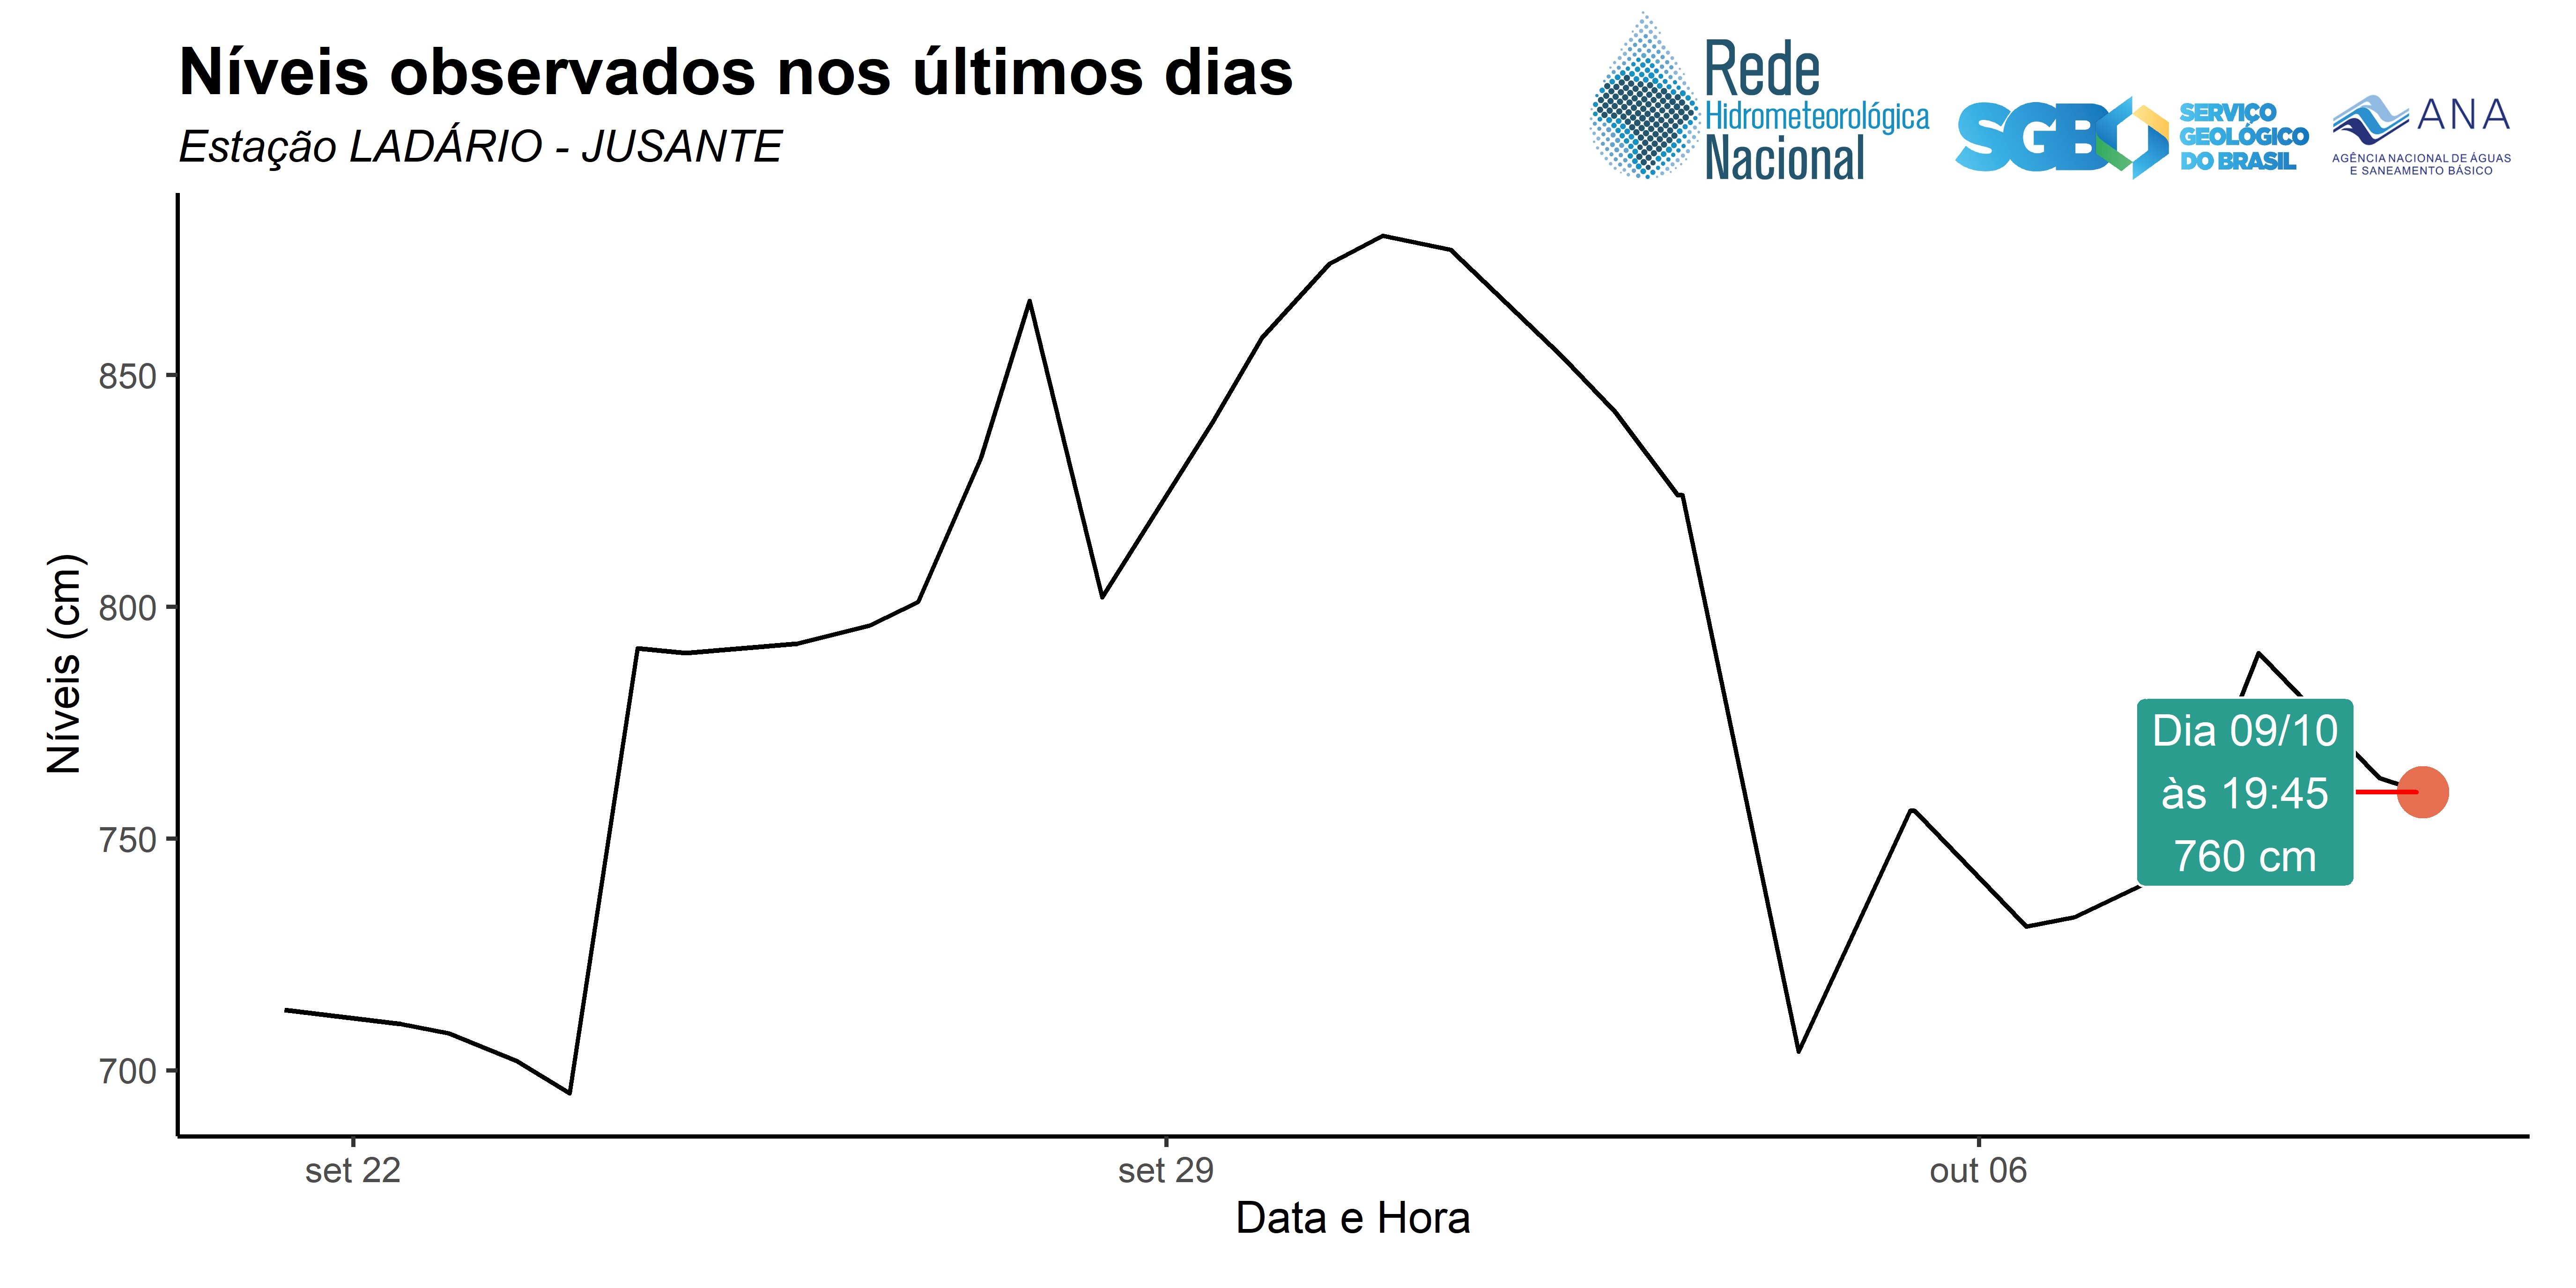 Níveis observados nos últimos dias
Estação LADÁRIO - JUSANTE
Rede
Hidrometeorológica
Nacional
SGB
SERVIÇO
GEOLÓGICO
DO BRASIL
ANA
AGÊNCIA NACIONAL DE ÁGUAS
E SANEAMENTO BÁSICO
Níveis (cm)
850
800
750
700
Dia 09/10
às 19:45
760 cm
set 22
set 29
out 06
Data e Hora